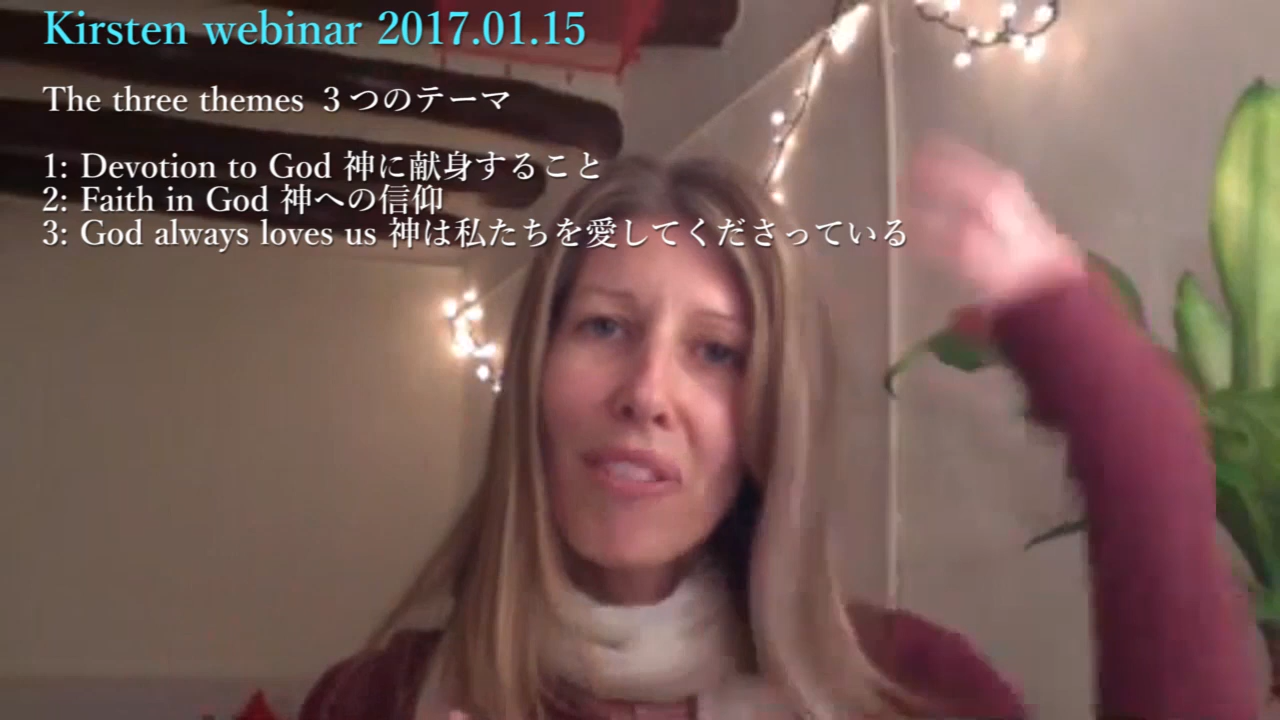 Kirsten webinar 2017.01.15
The three themes ３つのテーマ
1: Devotion to God 神に献身すること
2: Faith in God 神への信仰
3: God always loves us 神は私たちを愛してくださっている